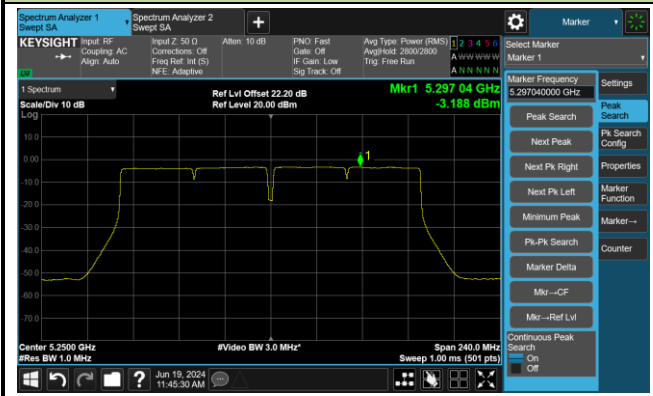 Spectrum Analyzer 1
Swept SA
Spectrum Analyzer 2
Swept SA
+
Marker
KEYSIGHT
Input: RF
Coupling: AC
Align: Auto
Input Z: 50 Ω
Corrections: Off
Freq Ref: Int (S)
NFE: Adaptive
Atten: 10 dB
PNO: Fast
Gate: Off
IF Gain: Low
Sig Track: Off
Avg Type: Power (RMS)
Avg|Hold: 2800/2800
Trig: Free Run
1 2 3 4 5 6
A W W W W W
A N N N N N
LXI
Select Marker
Marker 1
Marker Frequency
5.297040000 GHz
Settings
1 Spectrum
Scale/Div 10 dB
Log
Ref Lvl Offset 22.20 dB
Ref Level 20.00 dBm
Mkr1 5.297 04 GHz
-3.188 dBm
Peak Search
Next Peak
Next Pk Right
Next Pk Left
Minimum Peak
Pk-Pk Search
Marker Delta
Mkr→CF
Mkr→Ref Lvl
Continuous Peak Search
On
Off
Peak Search
Pk Search Config
Properties
Marker Function
Marker→
Counter
10.0
0.00
-10.0
-20.0
-30.0
-40.0
-50.0
-60.0
-70.0
1
Center 5.2500 GHz
#Res BW 1.0 MHz
#Video BW 3.0 MHz*
Span 240.0 MHz
Sweep 1.00 ms (501 pts)
?
Jun 19, 2024
11:45:30 AM